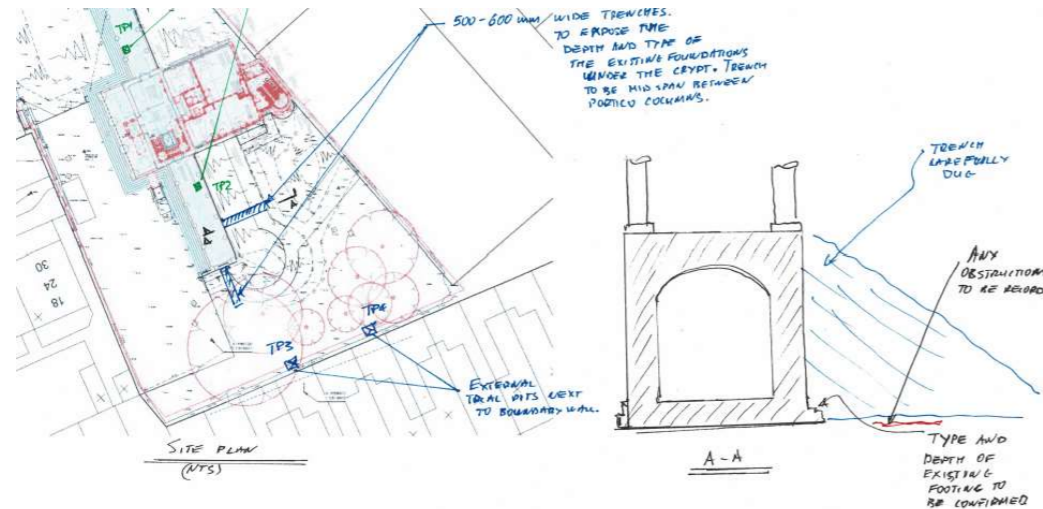 TP1
500-600 mm WIDE TRENCHES.
TO EXPOSE THE
DEPTH AND TYPE OF
THE EXISTING FOUNDATIONS
UNDER THE CRYPT. TRENCH
TO BE MID SPAN BETWEEN
PORTICO COLUMNS.
TP2
A
A
18
24
30
TP3
TP4
EXTERNAL
TRIAL PITS NEXT
TO BOUNDARY WALL.
SITE PLAN
(NTS)
TRENCH
CAREFULLY
DUG
ANY
OBSTRUCTION
TO BE RECORD
A-A
TYPE AND
DEPTH OF
EXISTING
FOOTING TO
BE CONFIRMED